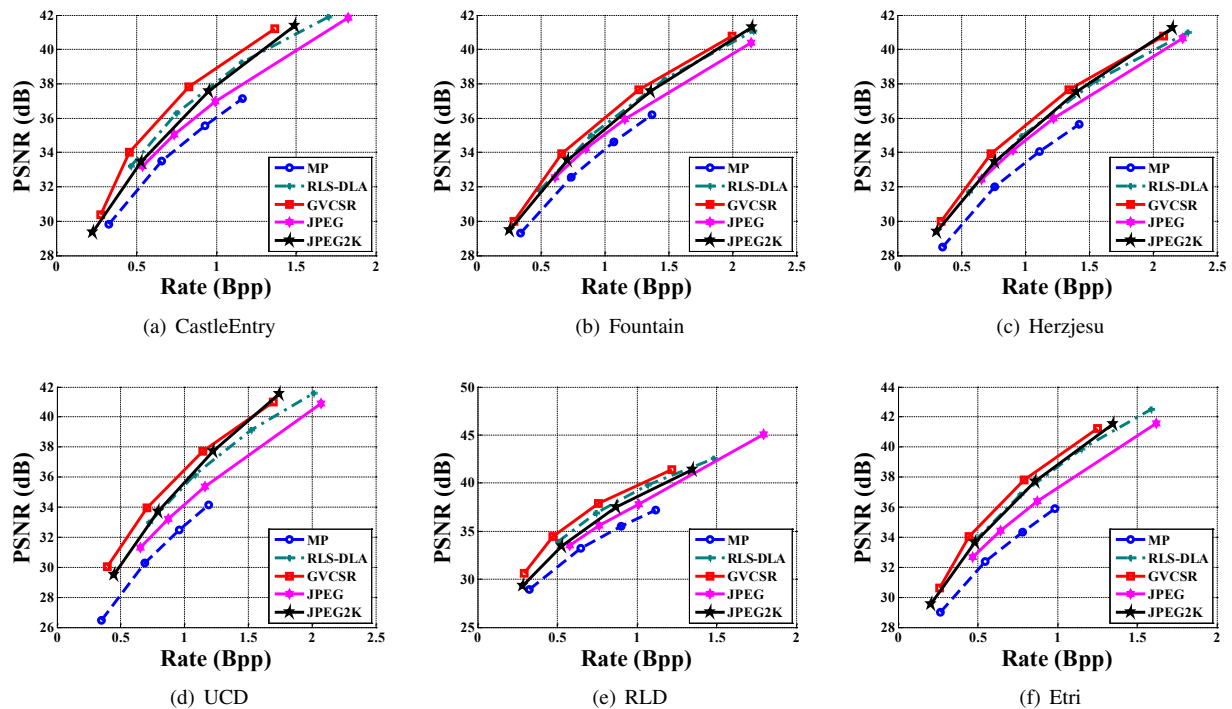 42
40
38
36
34
32
30
28
PSNR (dB)
MP
RLS-DLA
GVCSR
JPEG
JPEG2K
0 0.5 1 1.5 2
Rate (Bpp)
(a) CastleEntry
42
40
38
36
34
32
30
28
PSNR (dB)
MP
RLS-DLA
GVCSR
JPEG
JPEG2K
0 0.5 1 1.5 2 2.5
Rate (Bpp)
(b) Fountain
42
40
38
36
34
32
30
28
PSNR (dB)
MP
RLS-DLA
GVCSR
JPEG
JPEG2K
0 0.5 1 1.5 2 2.5
Rate (Bpp)
(c) Herzjesu
42
40
38
36
34
32
30
28
26
PSNR (dB)
MP
RLS-DLA
GVCSR
JPEG
JPEG2K
0 0.5 1 1.5 2 2.5
Rate (Bpp)
(d) UCD
50
45
40
35
30
25
PSNR (dB)
MP
RLS-DLA
GVCSR
JPEG
JPEG2K
0 0.5 1 1.5 2
Rate (Bpp)
(e) RLD
44
42
40
38
36
34
32
30
28
PSNR (dB)
MP
RLS-DLA
GVCSR
JPEG
JPEG2K
0 0.5 1 1.5 2
Rate (Bpp)
(f) Etri